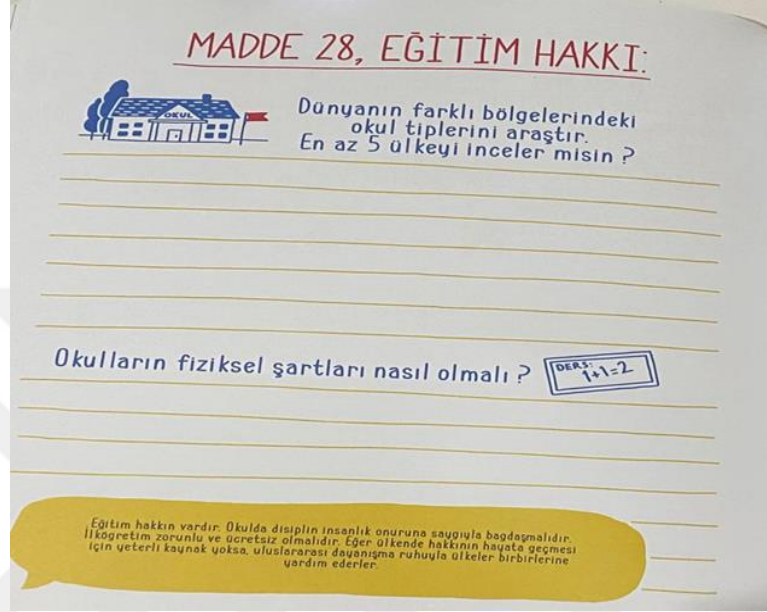 MADDE 28, EĞİTİM HAKKI:
OKUL
Dünyanın farklı bölgelerindeki
okul tiplerini araştır.
En az 5 ülkeyi inceler misin ?
Okulların fiziksel şartları nasıl olmalı ?
DERS:
1+1=2
Eğitim hakkın vardır. Okulda disiplin insanlık onuruna saygıyla bağdaşmalıdır.
İlköğretim zorunlu ve ücretsiz olmalıdır. Eğer ülkende hakkının hayata geçmesi
için yeterli kaynak yoksa, uluslararası dayanışma ruhuyla ülkeler birbirlerine
yardım ederler.